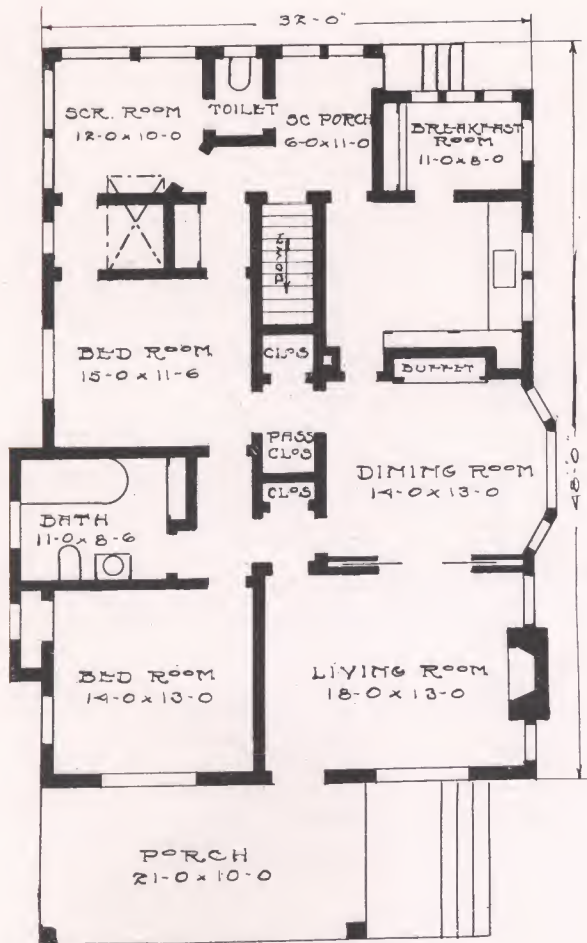 32-0"
SCR. ROOM
12-0 x 10-0
TOILET
SC PORCH
6-0 x 11-0
BREAKFAST
ROOM
11-0 x 8-0
DOWN
BED ROOM
15-0 x 11-6
CLOS
BUFFET
PASS
CLOS
DINING ROOM
14-0 x 13-0
48-0"
CLOS
BATH
11-0 x 8-6
BED ROOM
14-0 x 13-0
LIVING ROOM
18-0 x 13-0
PORCH
21-0 x 10-0